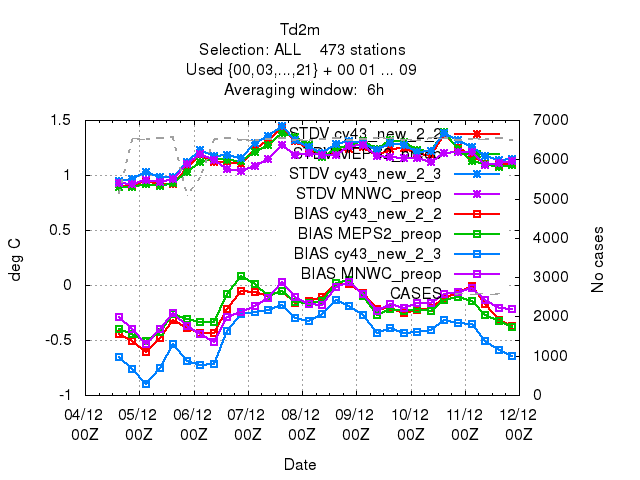 Td2m
Selection: ALL    473 stations
Used {00,03,...,21} + 00 01 ... 09
Averaging window:  6h
STDV cy43_new_2_2
STDV MEPS2_preop
STDV cy43_new_2_3
STDV MNWC_preop
BIAS cy43_new_2_2
BIAS MEPS2_preop
BIAS cy43_new_2_3
BIAS MNWC_preop
CASES
deg C
1.5
1
0.5
0
-0.5
-1
No cases
7000
6000
5000
4000
3000
2000
1000
0
04/12 05/12 06/12 07/12 08/12 09/12 10/12 11/12 12/12
00Z 00Z 00Z 00Z 00Z 00Z 00Z 00Z 00Z
Date